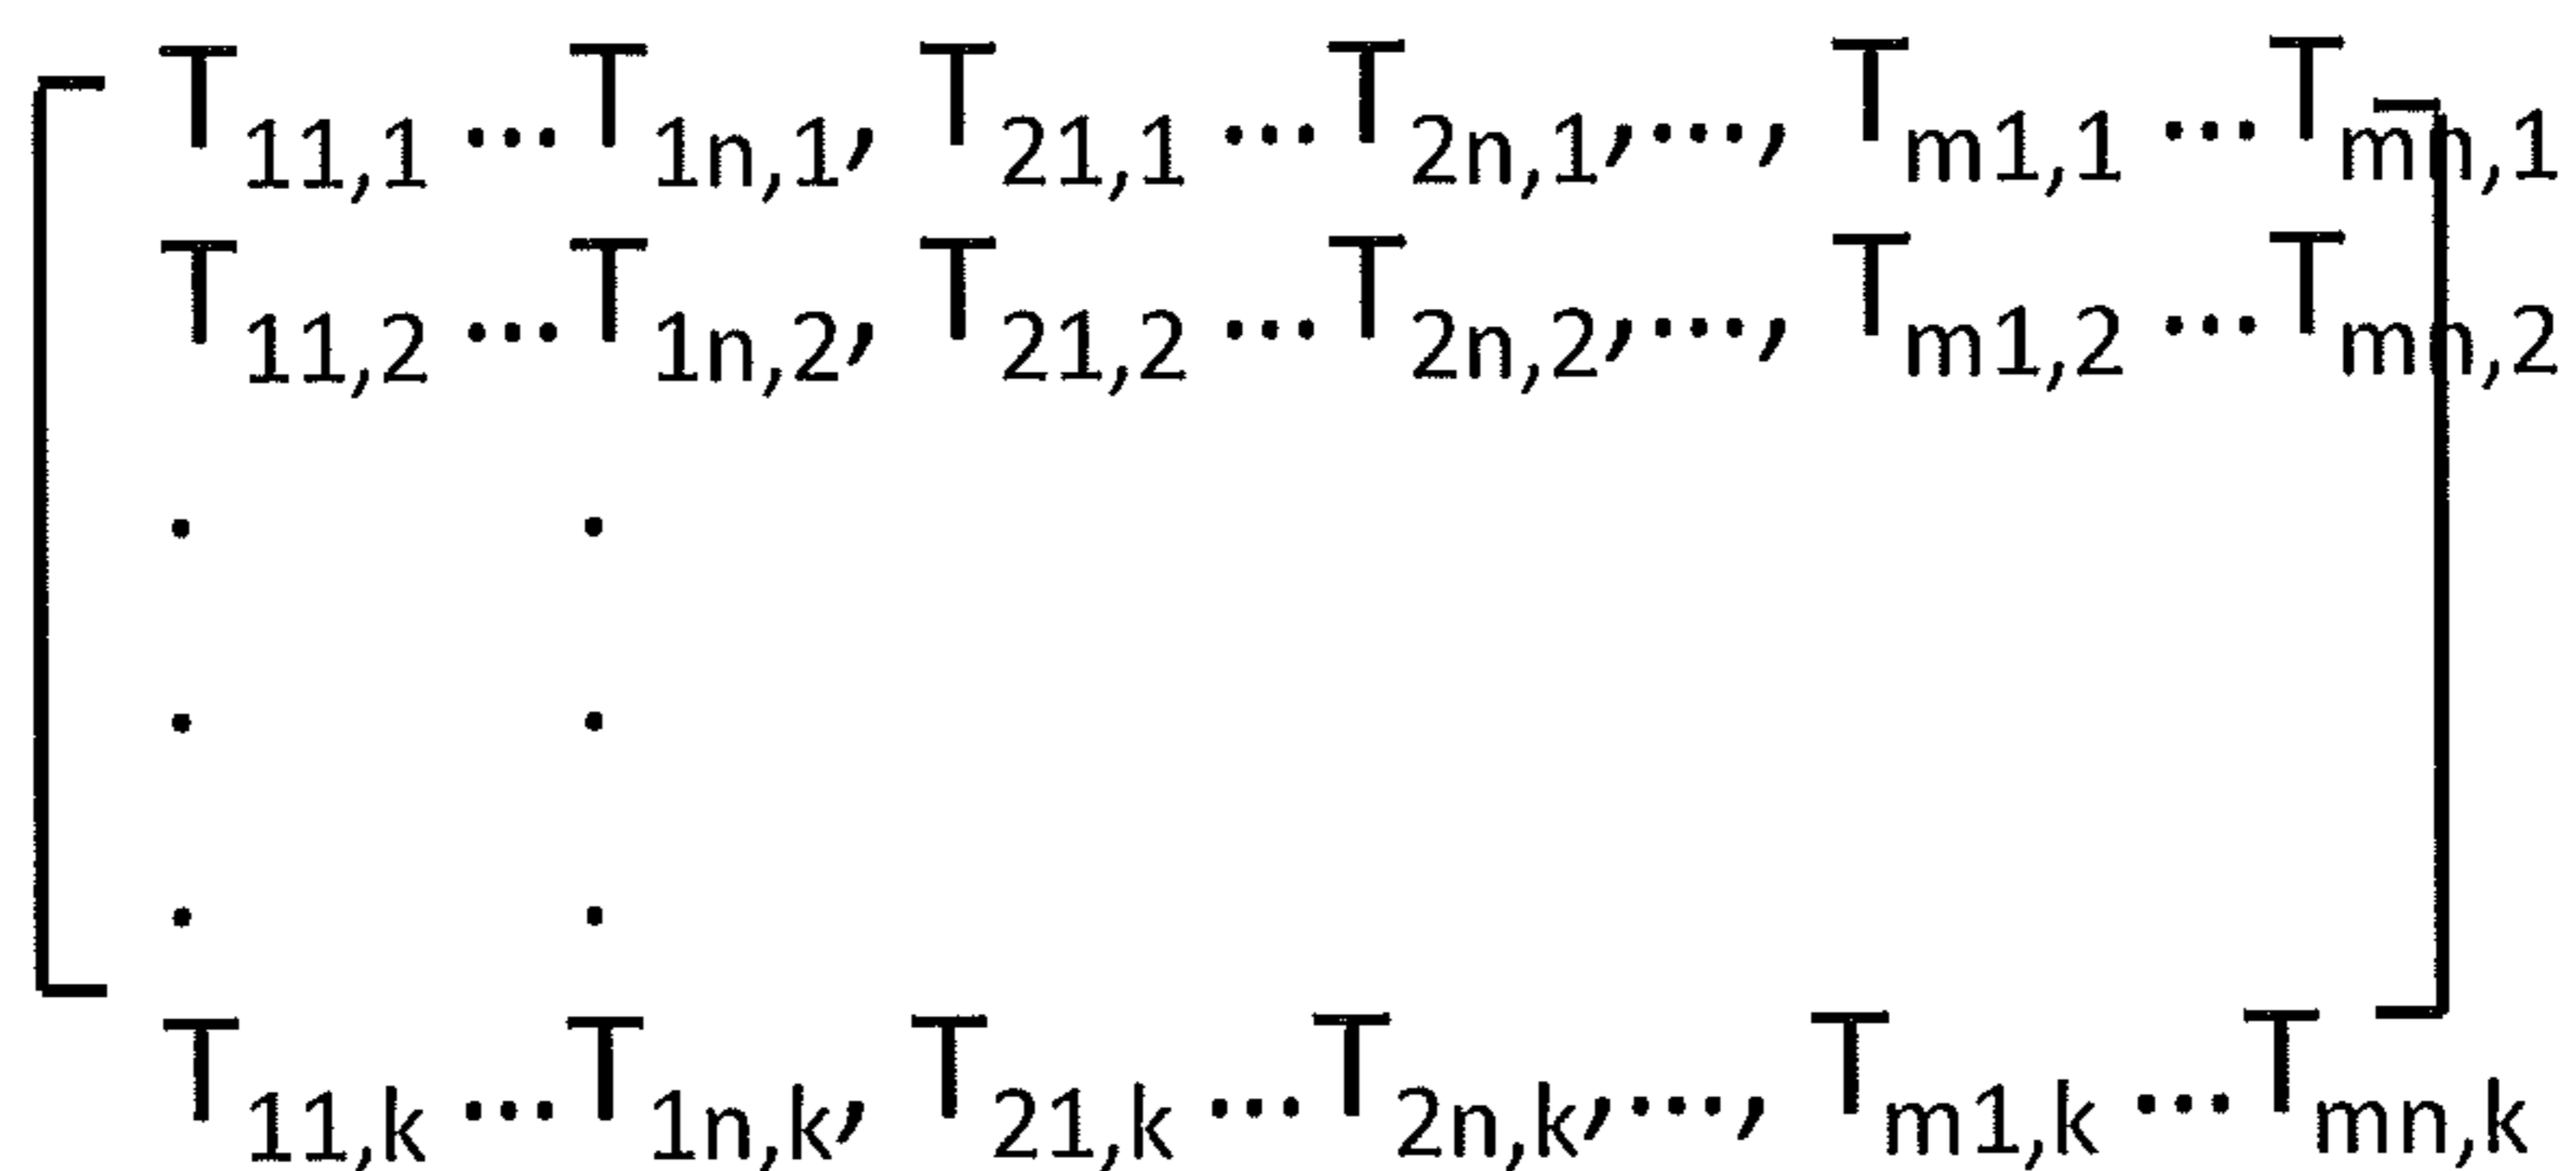 T11,1 ...T1n,1, T21,1 ...T2n,1,...,Tm1,1 ...Tmn,1
T11,2 ...T1n,2, T21,2 ...T2n,2,...,Tm1,2 ...Tmn,2
. .
. .
. .
T11,k ...T1n,k, T21,k ...T2n,k,...,Tm1,k ...Tmn,k